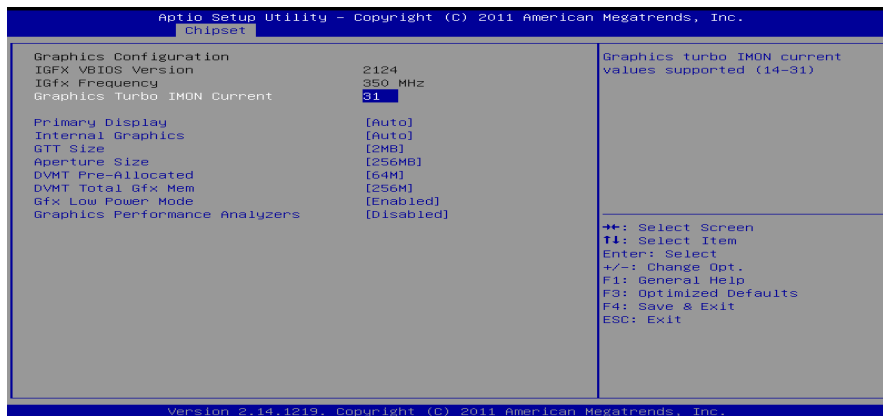 Aptio Setup Utility – Copyright (C) 2011 American Megatrends, Inc.
Chipset
Graphics Configuration
IGFX VBIOS Version 2124
IGfx Frequency 350 MHz
Graphics Turbo IMON Current 31
Primary Display [Auto]
Internal Graphics [Auto]
GTT Size [2MB]
Aperture Size [256MB]
DVMT Pre-Allocated [64M]
DVMT Total Gfx Mem [256M]
Gfx Low Power Mode [Enabled]
Graphics Performance Analyzers [Disabled]
Graphics turbo IMON current
values supported (14-31)
→←: Select Screen
↑↓: Select Item
Enter: Select
+/-: Change Opt.
F1: General Help
F3: Optimized Defaults
F4: Save & Exit
ESC: Exit
Version 2.14.1219. Copyright (C) 2011 American Megatrends, Inc.